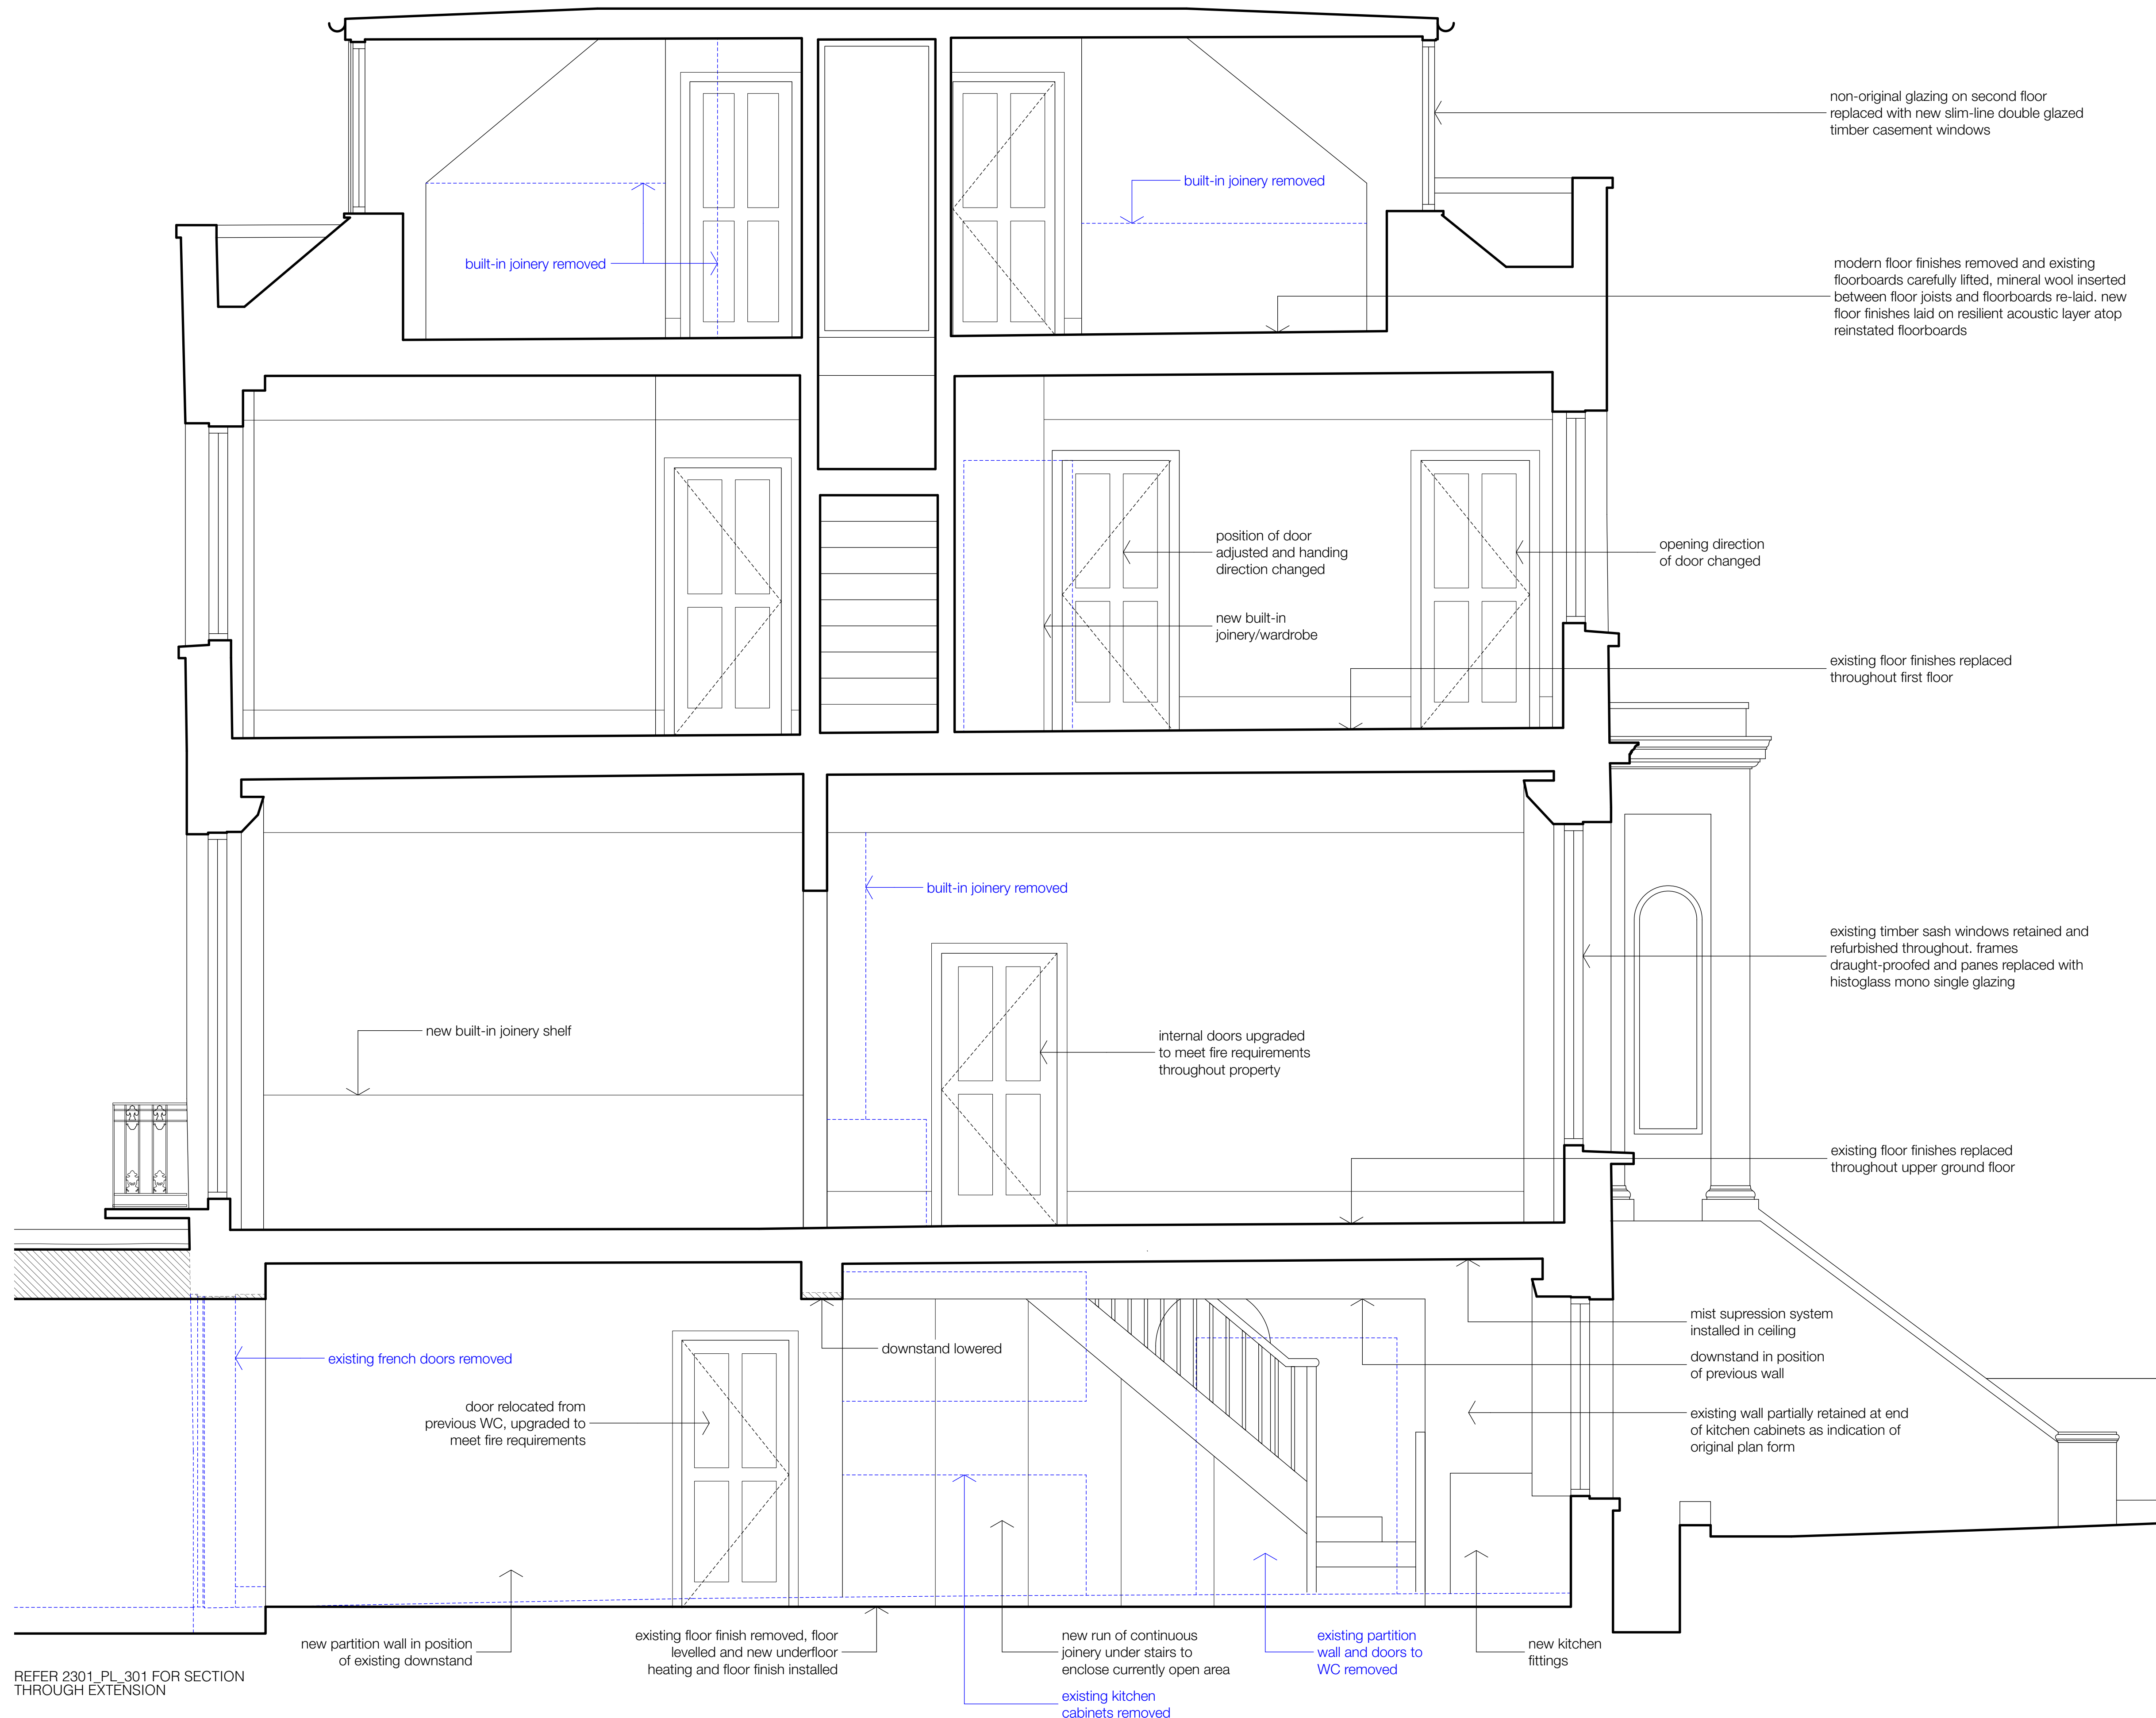 non-original glazing on second floor
replaced with new slim-line double glazed
timber casement windows
built-in joinery removed
built-in joinery removed
modern floor finishes removed and existing
floorboards carefully lifted, mineral wool inserted
between floor joists and floorboards re-laid. new
floor finishes laid on resilient acoustic layer atop
reinstated floorboards
position of door
adjusted and handing
direction changed
opening direction
of door changed
new built-in
joinery/wardrobe
existing floor finishes replaced
throughout first floor
built-in joinery removed
existing timber sash windows retained and
refurbished throughout. frames
draught-proofed and panes replaced with
histoglass mono single glazing
new built-in joinery shelf
internal doors upgraded
to meet fire requirements
throughout property
existing floor finishes replaced
throughout upper ground floor
mist supression system
installed in ceiling
downstand lowered
existing french doors removed
downstand in position
of previous wall
door relocated from
previous WC, upgraded to
meet fire requirements
existing wall partially retained at end
of kitchen cabinets as indication of
original plan form
new partition wall in position
of existing downstand
existing floor finish removed, floor
levelled and new underfloor
heating and floor finish installed
new run of continuous
joinery under stairs to
enclose currently open area
existing partition
wall and doors to
WC removed
new kitchen
fittings
existing kitchen
cabinets removed
REFER 2301_PL_301 FOR SECTION
THROUGH EXTENSION